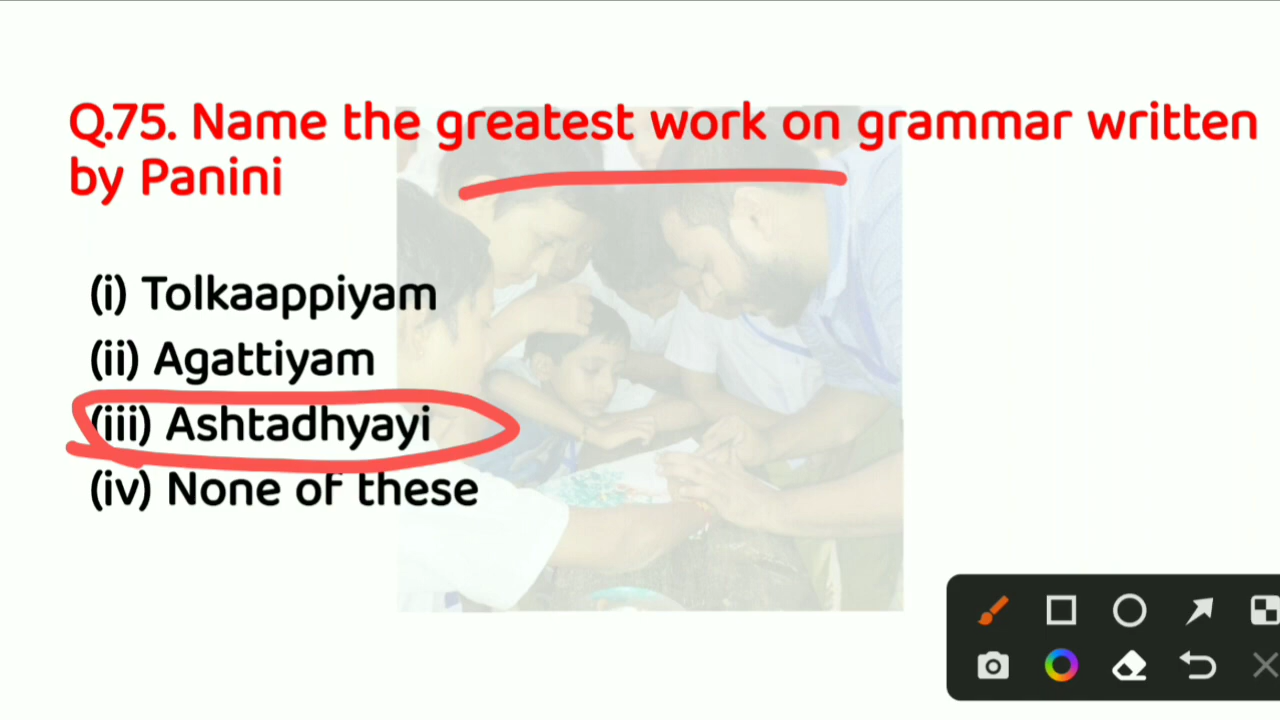 Q.75. Name the greatest work on grammar written
by Panini
(i) Tolkaappiyam
(ii) Agattiyam
(iii) Ashtadhyayi
(iv) None of these